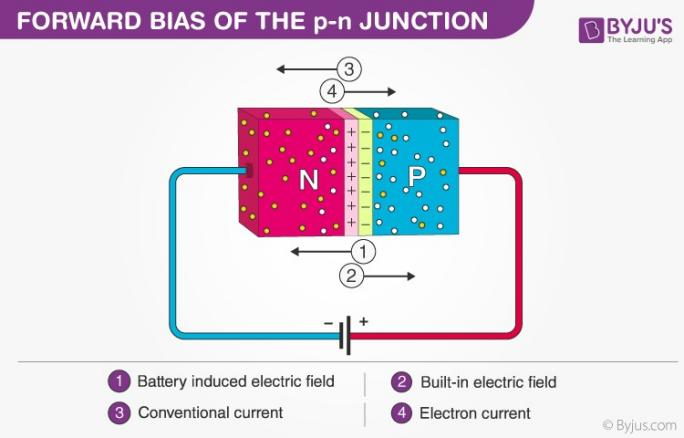 FORWARD BIAS OF THE p-n JUNCTION
BYJU'S
The Learning App
3
4
N
P
+ −
+ −
+ −
+ −
+ −
+ −
+ −
1
2
− +
1 Battery induced electric field
2 Built-in electric field
3 Conventional current
4 Electron current
© Byjus.com